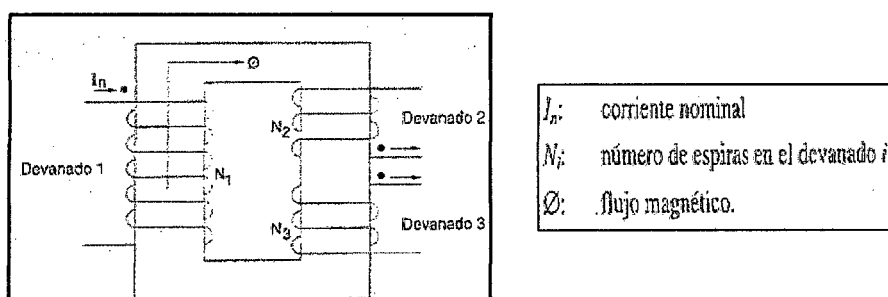 Ø
In
N2
Devanado 2
Devanado 1
N1
N3
Devanado 3
In: corriente nominal
Ni: número de espiras en el devanado i
Ø: flujo magnético.